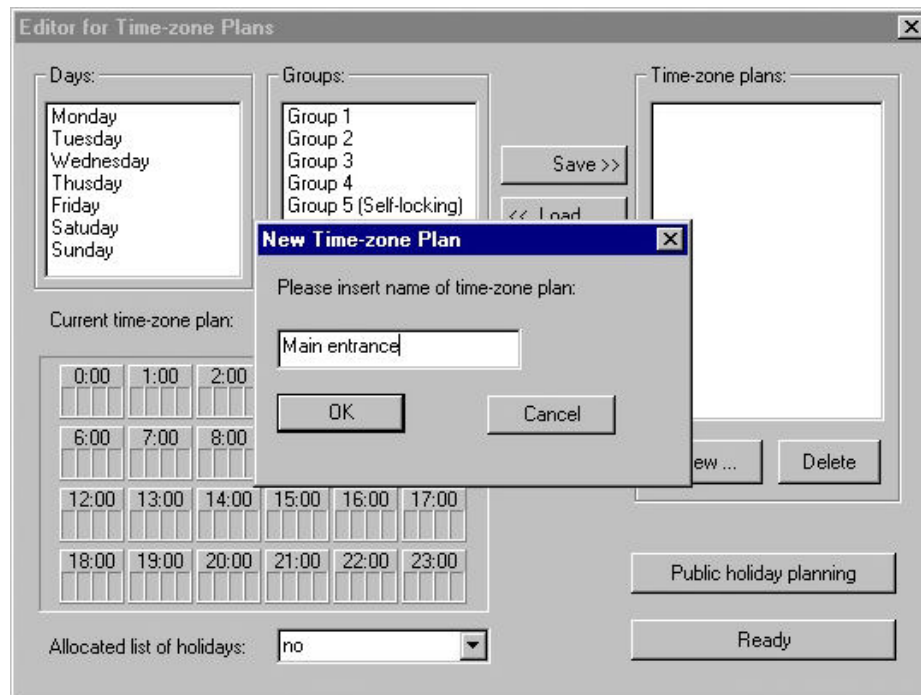 Editor for Time-zone Plans
Days:
Monday
Tuesday
Wednesday
Thusday
Friday
Satuday
Sunday
Groups:
Group 1
Group 2
Group 3
Group 4
Group 5 (Self-locking)
Save >>
<< Load
Time-zone plans:
New Time-zone Plan
Please insert name of time-zone plan:
Main entrance
OK
Cancel
Current time-zone plan:
0:00 1:00 2:00
6:00 7:00 8:00
12:00 13:00 14:00 15:00 16:00 17:00
18:00 19:00 20:00 21:00 22:00 23:00
ew ...
Delete
Public holiday planning
Allocated list of holidays:
no
Ready